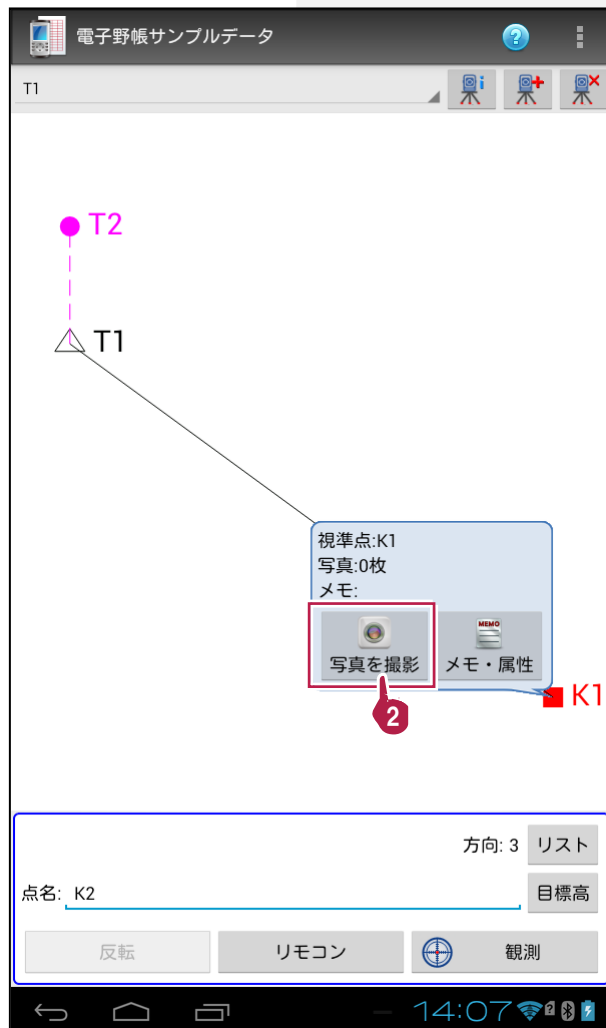 電子野帳サンプルデータ
T1
T2
T1
視準点:K1
写真:0枚
メモ:
MEMO
写真を撮影
メモ・属性
2
K1
方向: 3
リスト
点名: K2
目標高
反転
リモコン
観測
14:07